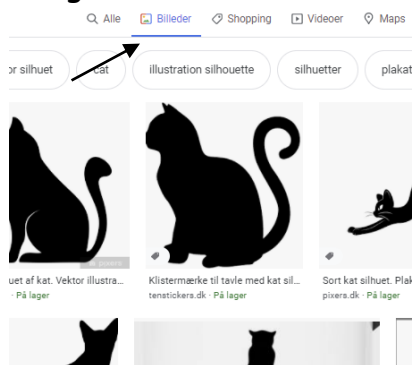 Alle Billeder Shopping Videoer Maps
or silhuet cat illustration silhouette silhuetter plakat
uet af kat. Vektor illustra... Klistermærke til tavle med kat sil... Sort kat silhuet. Plak
· På lager tenstickers.dk · På lager pixers.dk · På lager